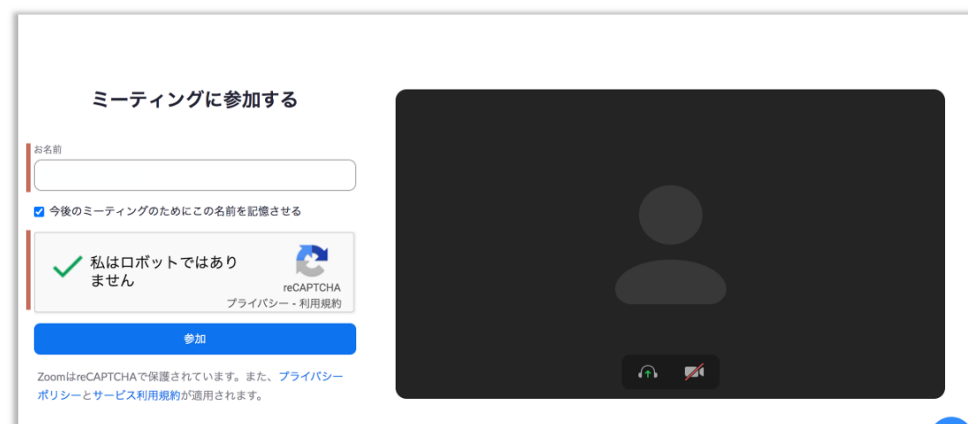 ミーティングに参加する
お名前
今後のミーティングのためにこの名前を記憶させる
私はロボットではあり
ません
reCAPTCHA
プライバシー - 利用規約
参加
ZoomはreCAPTCHAで保護されています。また、プライバシー
ポリシーとサービス利用規約が適用されます。